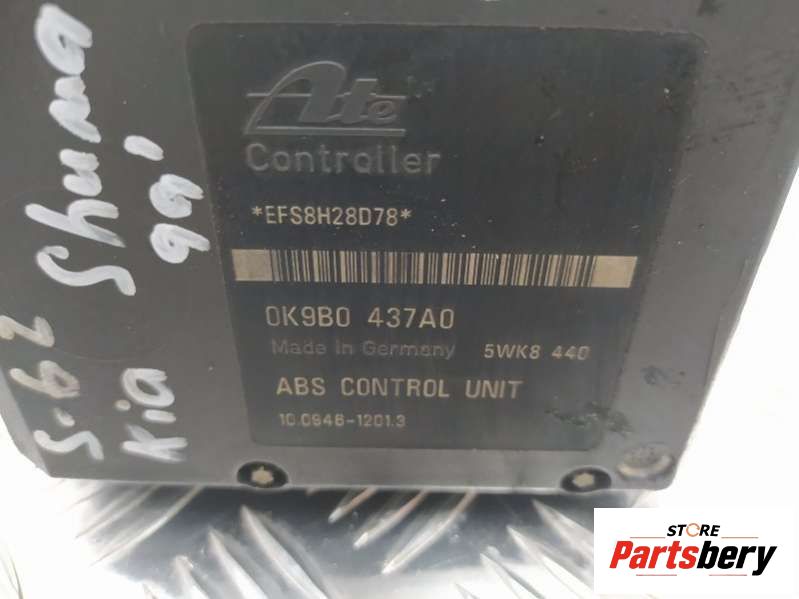 Ate
Controller
*EFS8H28D78*
0K9B0 437A0
Made in Germany 5WK8 440
ABS CONTROL UNIT
10.0946-1201.3
S-62 Shuma
Kia 99'
STORE
Partsbery